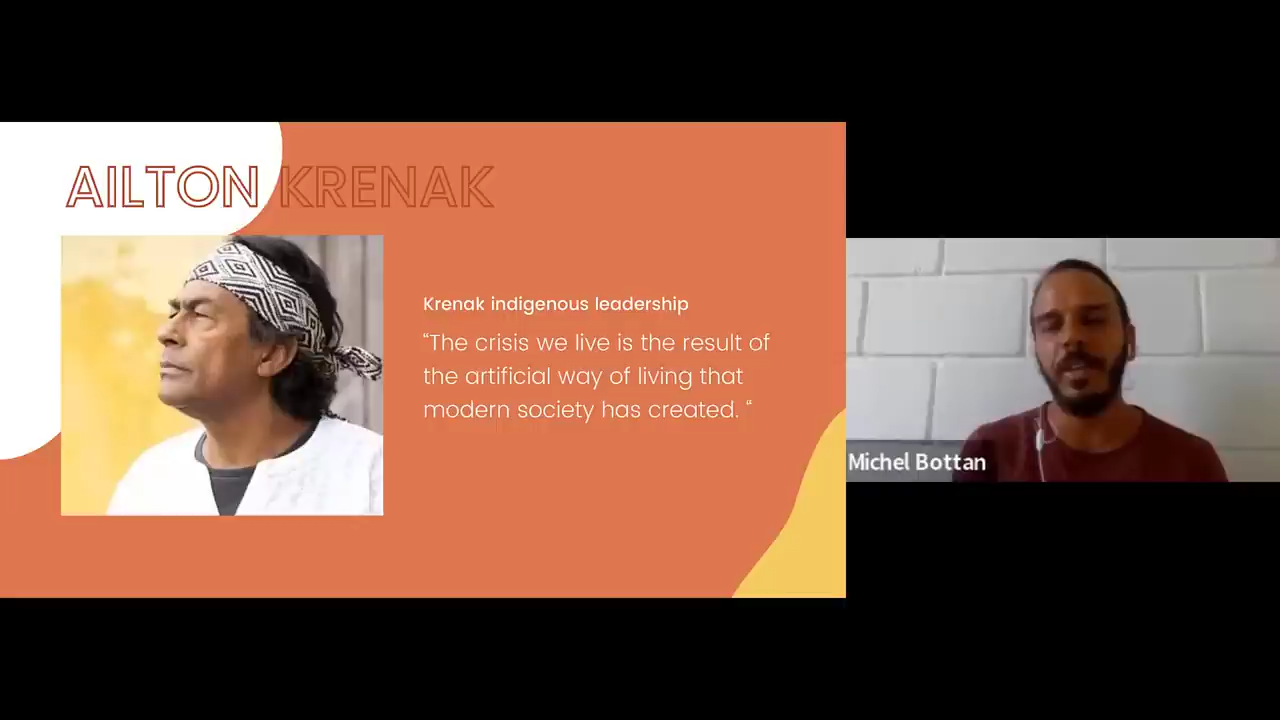 AILTON KRENAK
Krenak indigenous leadership
“The crisis we live is the result of
the artificial way of living that
modern society has created. “
Michel Bottan